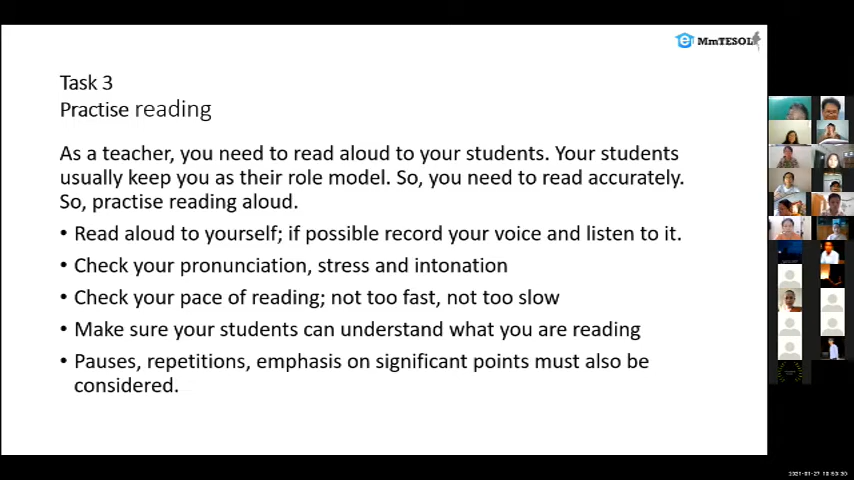 MmTESOL
Task 3
Practise reading
As a teacher, you need to read aloud to your students. Your students
usually keep you as their role model. So, you need to read accurately.
So, practise reading aloud.
• Read aloud to yourself; if possible record your voice and listen to it.
• Check your pronunciation, stress and intonation
• Check your pace of reading; not too fast, not too slow
• Make sure your students can understand what you are reading
• Pauses, repetitions, emphasis on significant points must also be
considered.